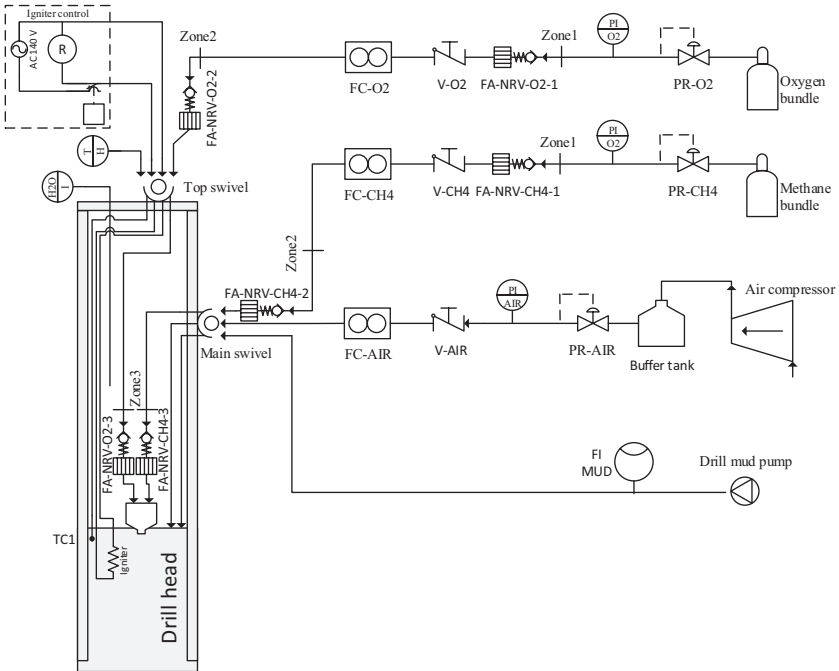 Igniter control
AC140 V
R
Zone2
FA-NRV-O2-2
FC-O2
V-O2
FA-NRV-O2-1
Zone1
PI
O2
PR-O2
Oxygen
bundle
T
H
H2O
I
Top swivel
FC-CH4
V-CH4
FA-NRV-CH4-1
Zone1
PI
O2
PR-CH4
Methane
bundle
Zone2
FA-NRV-CH4-2
Main swivel
FC-AIR
V-AIR
PI
AIR
PR-AIR
Buffer tank
Air compressor
Zone3
FA-NRV-O2-3
FA-NRV-CH4-3
FI
MUD
Drill mud pump
TC1
Igniter
Drill head